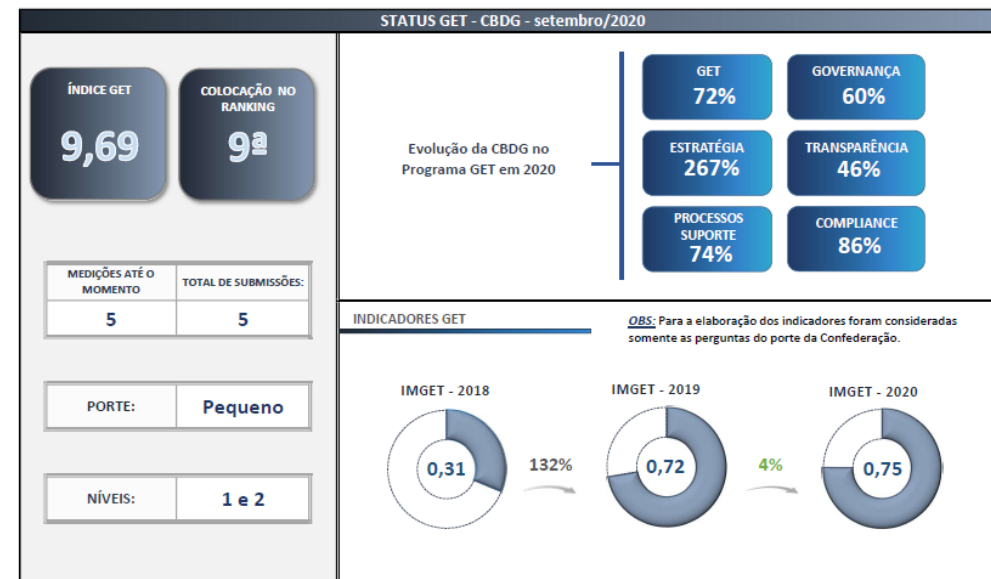 STATUS GET - CBDG - setembro/2020
ÍNDICE GET
9,69
COLOCAÇÃO NO
RANKING
9ª
MEDIÇÕES ATÉ O
MOMENTO
TOTAL DE SUBMISSÕES:
5
5
PORTE:
Pequeno
NÍVEIS:
1 e 2
Evolução da CBDG no
Programa GET em 2020
GET
72%
GOVERNANÇA
60%
ESTRATÉGIA
267%
TRANSPARÊNCIA
46%
PROCESSOS
SUPORTE
74%
COMPLIANCE
86%
INDICADORES GET
OBS: Para a elaboração dos indicadores foram consideradas
somente as perguntas do porte da Confederação.
IMGET - 2018
0,31
132%
IMGET - 2019
0,72
4%
IMGET - 2020
0,75